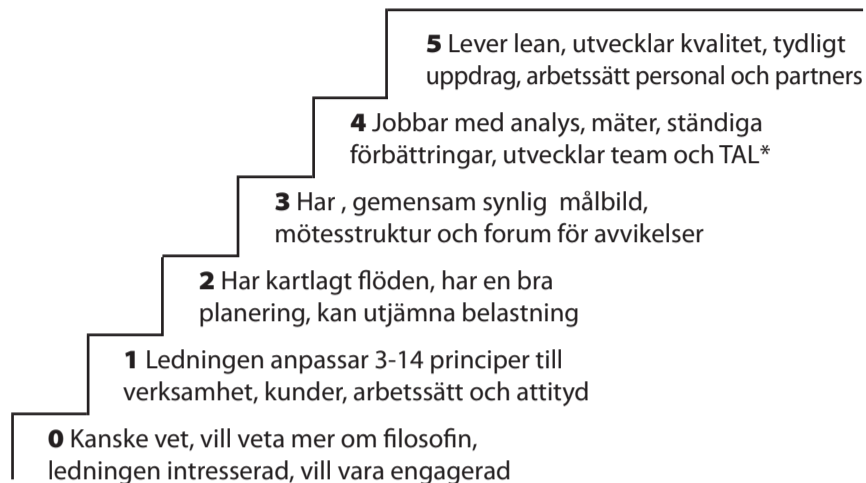 5 Lever lean, utvecklar kvalitet, tydligt
uppdrag, arbetssätt personal och partners
4 Jobbar med analys, mäter, ständiga
förbättringar, utvecklar team och TAL*
3 Har , gemensam synlig målbild,
mötesstruktur och forum för avvikelser
2 Har kartlagt flöden, har en bra
planering, kan utjämna belastning
1 Ledningen anpassar 3-14 principer till
verksamhet, kunder, arbetssätt och attityd
0 Kanske vet, vill veta mer om filosofin,
ledningen intresserad, vill vara engagerad